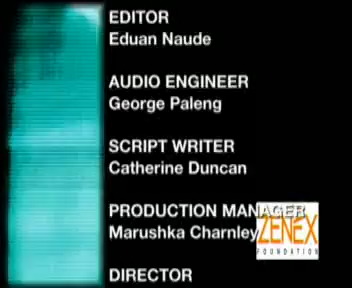 EDITOR
Eduan Naude
AUDIO ENGINEER
George Paleng
SCRIPT WRITER
Catherine Duncan
PRODUCTION MANAGER
Marushka Charnley
ZENEX
FOUNDATION
DIRECTOR